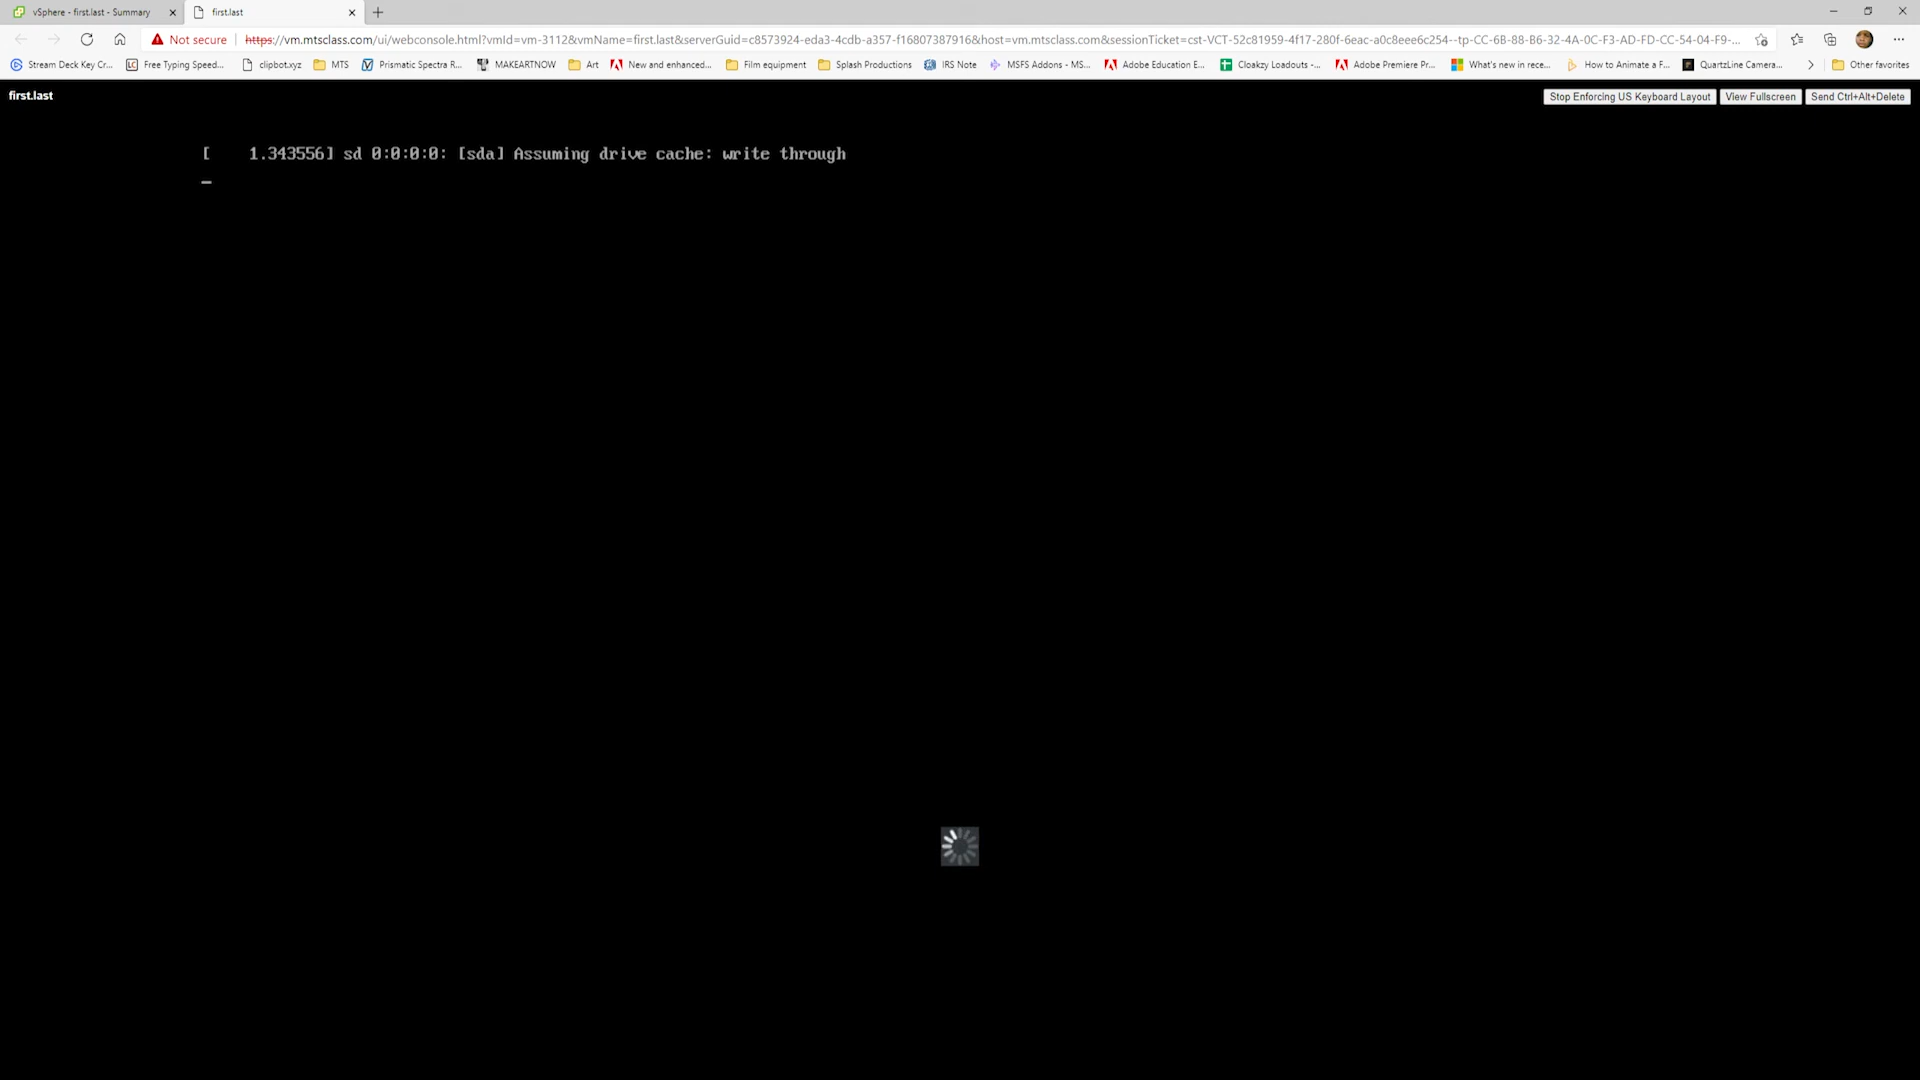 vSphere - first.last - Summary
first.last
Not secure
https://vm.mtsclass.com/ui/webconsole.html?vmId=vm-3112&vmName=first.last&serverGuid=c8573924-eda3-4cdb-a357-f16807387916&host=vm.mtsclass.com&sessionTicket=cst-VCT-52c81959-4f17-280f-6eac-a0c8eee6c254--tp-CC-6B-88-B6-32-4A-0C-F3-AD-FD-CC-54-04-F9-...
Stream Deck Key Cr... Free Typing Speed... clipbot.xyz MTS Prismatic Spectra R... MAKEARTNOW Art New and enhanced... Film equipment Splash Productions IRS Note MSFS Addons - MS... Adobe Education E... Cloakzy Loadouts -... Adobe Premiere Pr... What's new in rece... How to Animate a F... QuartzLine Camera... Other favorites
first.last
Stop Enforcing US Keyboard Layout View Fullscreen Send Ctrl+Alt+Delete
[    1.343556] sd 0:0:0:0: [sda] Assuming drive cache: write through
_